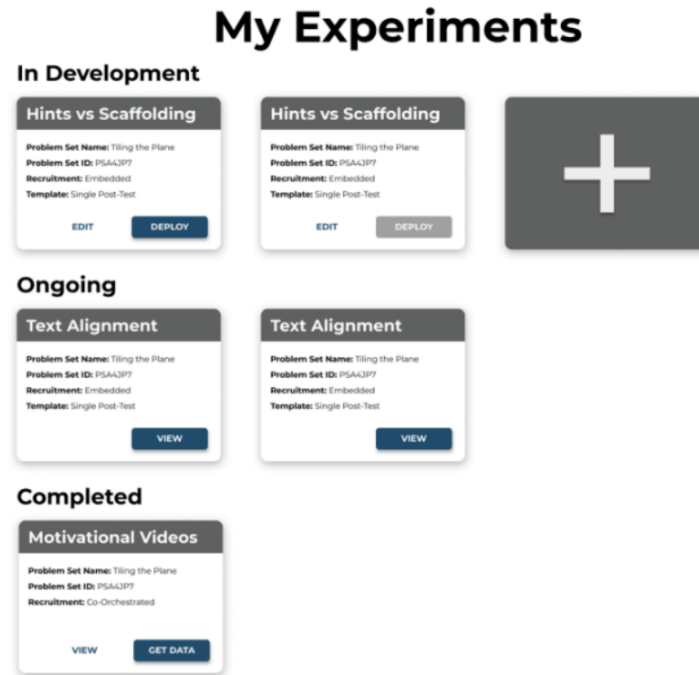 My Experiments
In Development
Hints vs Scaffolding
Problem Set Name: Tiling the Plane
Problem Set ID: PSA4JP7
Recruitment: Embedded
Template: Single Post-Test
EDIT DEPLOY
Hints vs Scaffolding
Problem Set Name: Tiling the Plane
Problem Set ID: PSA4JP7
Recruitment: Embedded
Template: Single Post-Test
EDIT DEPLOY
Ongoing
Text Alignment
Problem Set Name: Tiling the Plane
Problem Set ID: PSA4JP7
Recruitment: Embedded
Template: Single Post-Test
VIEW
Text Alignment
Problem Set Name: Tiling the Plane
Problem Set ID: PSA4JP7
Recruitment: Embedded
Template: Single Post-Test
VIEW
Completed
Motivational Videos
Problem Set Name: Tiling the Plane
Problem Set ID: PSA4JP7
Recruitment: Co-Orchestrated
VIEW GET DATA